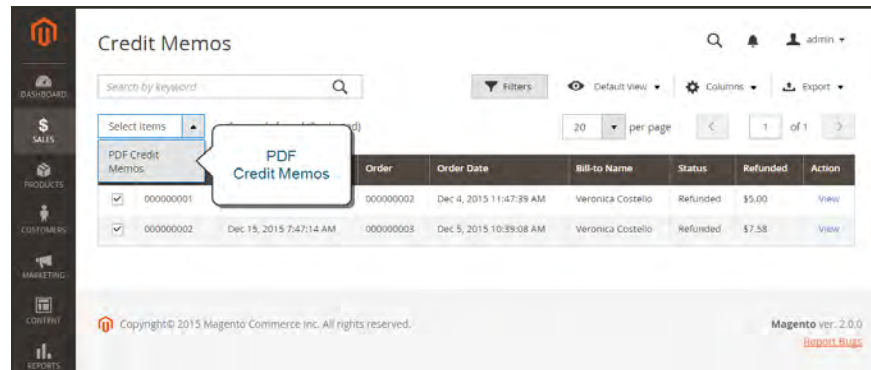 Credit Memos
admin
DASHBOARD
Search by keyword
Filters
Default View
Columns
Export
$
SALES
Select Items
20
per page
1
of 1
PDF Credit
Memos
PDF
Credit Memos
PRODUCTS
Order
Order Date
Bill-to Name
Status
Refunded
Action
000000001
000000002
Dec 4, 2015 11:47:39 AM
Veronica Costello
Refunded
$5.00
View
CUSTOMERS
000000002
Dec 15, 2015 7:47:14 AM
000000003
Dec 5, 2015 10:39:08 AM
Veronica Costello
Refunded
$7.58
View
MARKETING
CONTENT
Copyright© 2015 Magento Commerce Inc. All rights reserved.
Magento ver. 2.0.0
Report Bugs
REPORTS